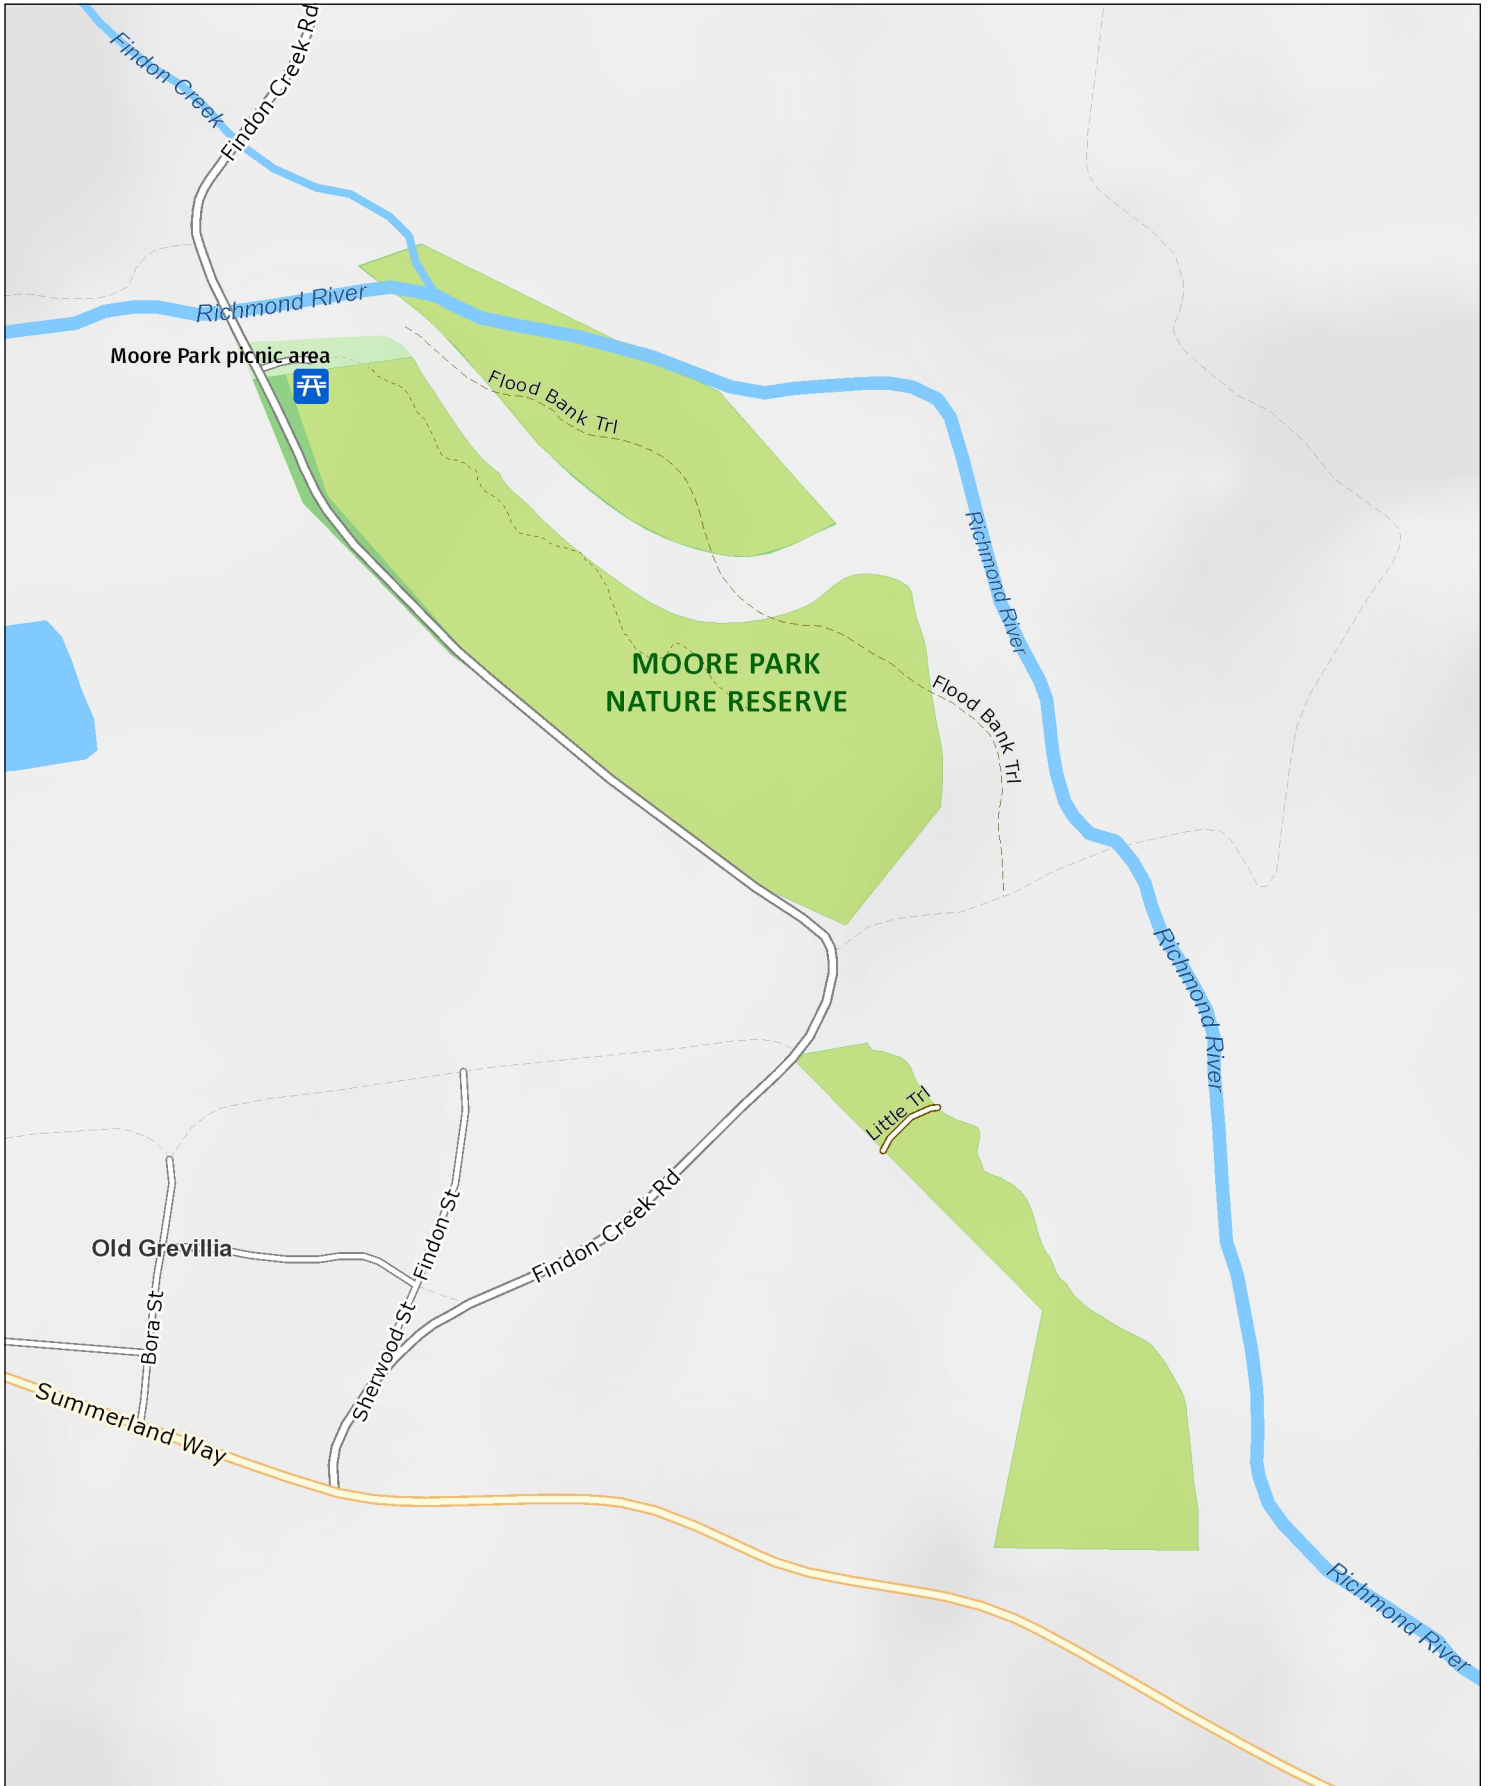 Findon Creek
Findon Creek Rd
Richmond River
Moore Park picnic area
Flood Bank Trl
Richmond River
MOORE PARK
NATURE RESERVE
Flood Bank Trl
Richmond River
Little Trl
Findon St
Findon Creek Rd
Old Grevillia
Bora St
Sherwood St
Summerland Way
Richmond River